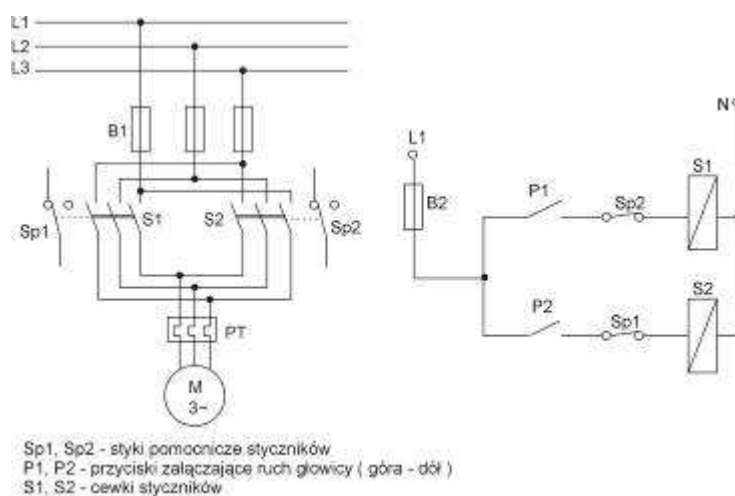 L1
L2
L3
B1
Sp1
S1
S2
Sp2
PT
M
3~
L1
B2
P1
Sp2
S1
N
P2
Sp1
S2
Sp1, Sp2 - styki pomocnicze styczników
P1, P2 - przyciski załączające ruch głowicy ( góra - dół )
S1, S2 - cewki styczników